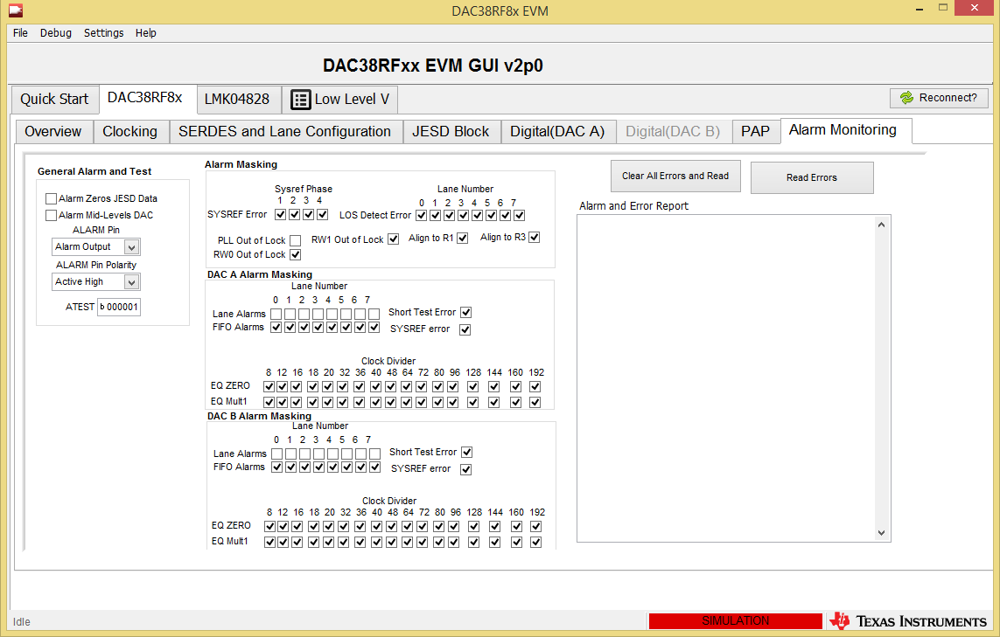 DAC38RF8x EVM
File Debug Settings Help
DAC38RFxx EVM GUI v2p0
Quick Start DAC38RF8x LMK04828 Low Level V Reconnect?
Overview Clocking SERDES and Lane Configuration JESD Block Digital(DAC A) Digital(DAC B) PAP Alarm Monitoring
General Alarm and Test
Alarm Zeros JESD Data
Alarm Mid-Levels DAC
ALARM Pin
Alarm Output
ALARM Pin Polarity
Active High
ATEST b 000001
Alarm Masking
Sysref Phase Lane Number
1 2 3 4 0 1 2 3 4 5 6 7
SYSREF Error LOS Detect Error
PLL Out of Lock RW1 Out of Lock Align to R1 Align to R3
RW0 Out of Lock
DAC A Alarm Masking
Lane Number
0 1 2 3 4 5 6 7
Lane Alarms Short Test Error
FIFO Alarms SYSREF error
Clock Divider
8 12 16 18 20 32 36 40 48 64 72 80 96 128 144 160 192
EQ ZERO
EQ Mult1
DAC B Alarm Masking
Lane Number
0 1 2 3 4 5 6 7
Lane Alarms Short Test Error
FIFO Alarms SYSREF error
Clock Divider
8 12 16 18 20 32 36 40 48 64 72 80 96 128 144 160 192
EQ ZERO
EQ Mult1
Clear All Errors and Read Read Errors
Alarm and Error Report
Idle SIMULATION TEXAS INSTRUMENTS